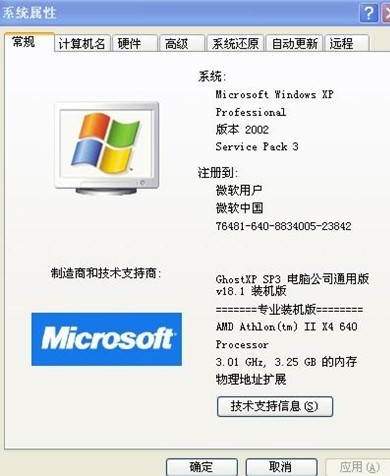 系统属性
常规 计算机名 硬件 高级 系统还原 自动更新 远程
系统:
Microsoft Windows XP
Professional
版本 2002
Service Pack 3
注册到:
微软用户
微软中国
76481-640-8834005-23842
制造商和技术支持商:
GhostXP SP3 电脑公司通用版
v18.1 装机版
=======专业装机版========
AMD Athlon(tm) II X4 640
Processor
3.01 GHz, 3.25 GB 的内存
物理地址扩展
Microsoft
技术支持信息(S)
确定 取消 应用(A)